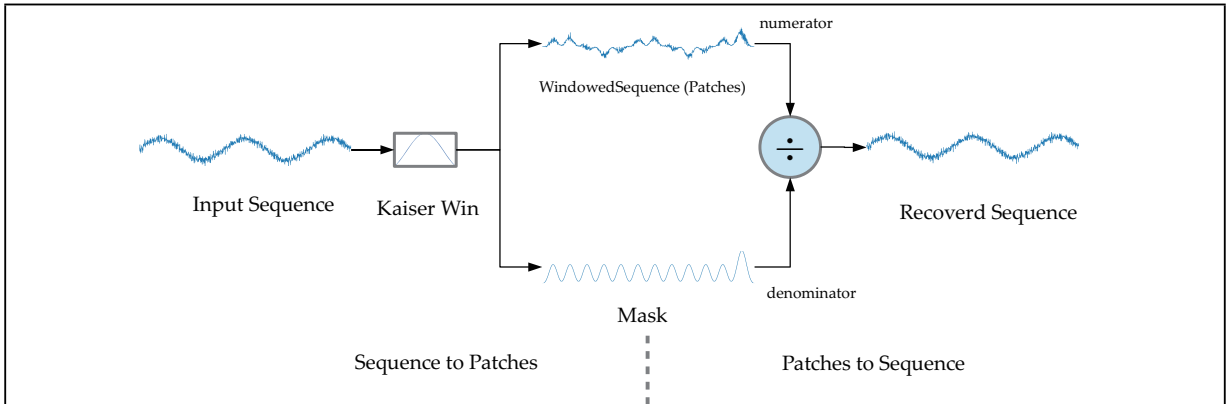 numerator
WindowedSequence (Patches)
Input Sequence
Kaiser Win
÷
Recoverd Sequence
denominator
Mask
Sequence to Patches
Patches to Sequence